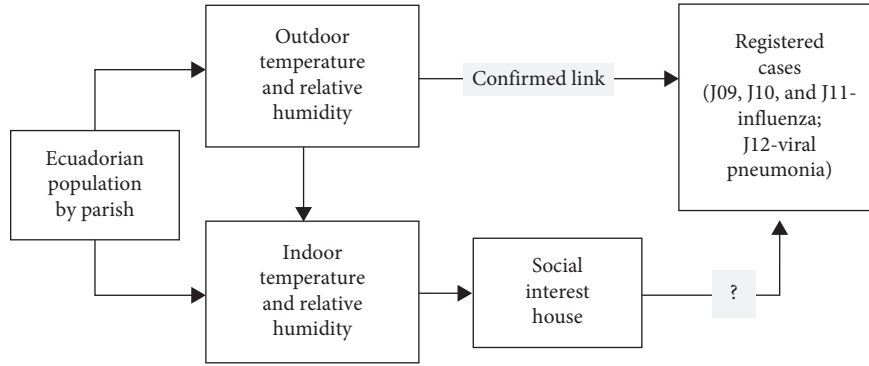 Outdoor
temperature
and relative
humidity
Confirmed link
Registered
cases
(J09, J10, and J11-
influenza;
J12-viral
pneumonia)
Ecuadorian
population
by parish
Indoor
temperature
and relative
humidity
Social
interest
house
?